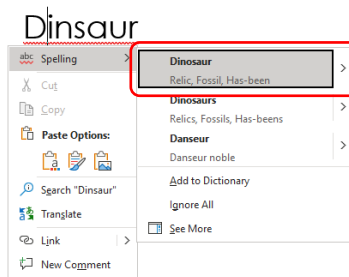 Dinsaur
abc Spelling
Cut
Copy
Paste Options:
Search "Dinsaur"
Translate
Link
New Comment
Dinosaur
Relic, Fossil, Has-been
Dinosaurs
Relics, Fossils, Has-beens
Danseur
Danseur noble
Add to Dictionary
Ignore All
See More